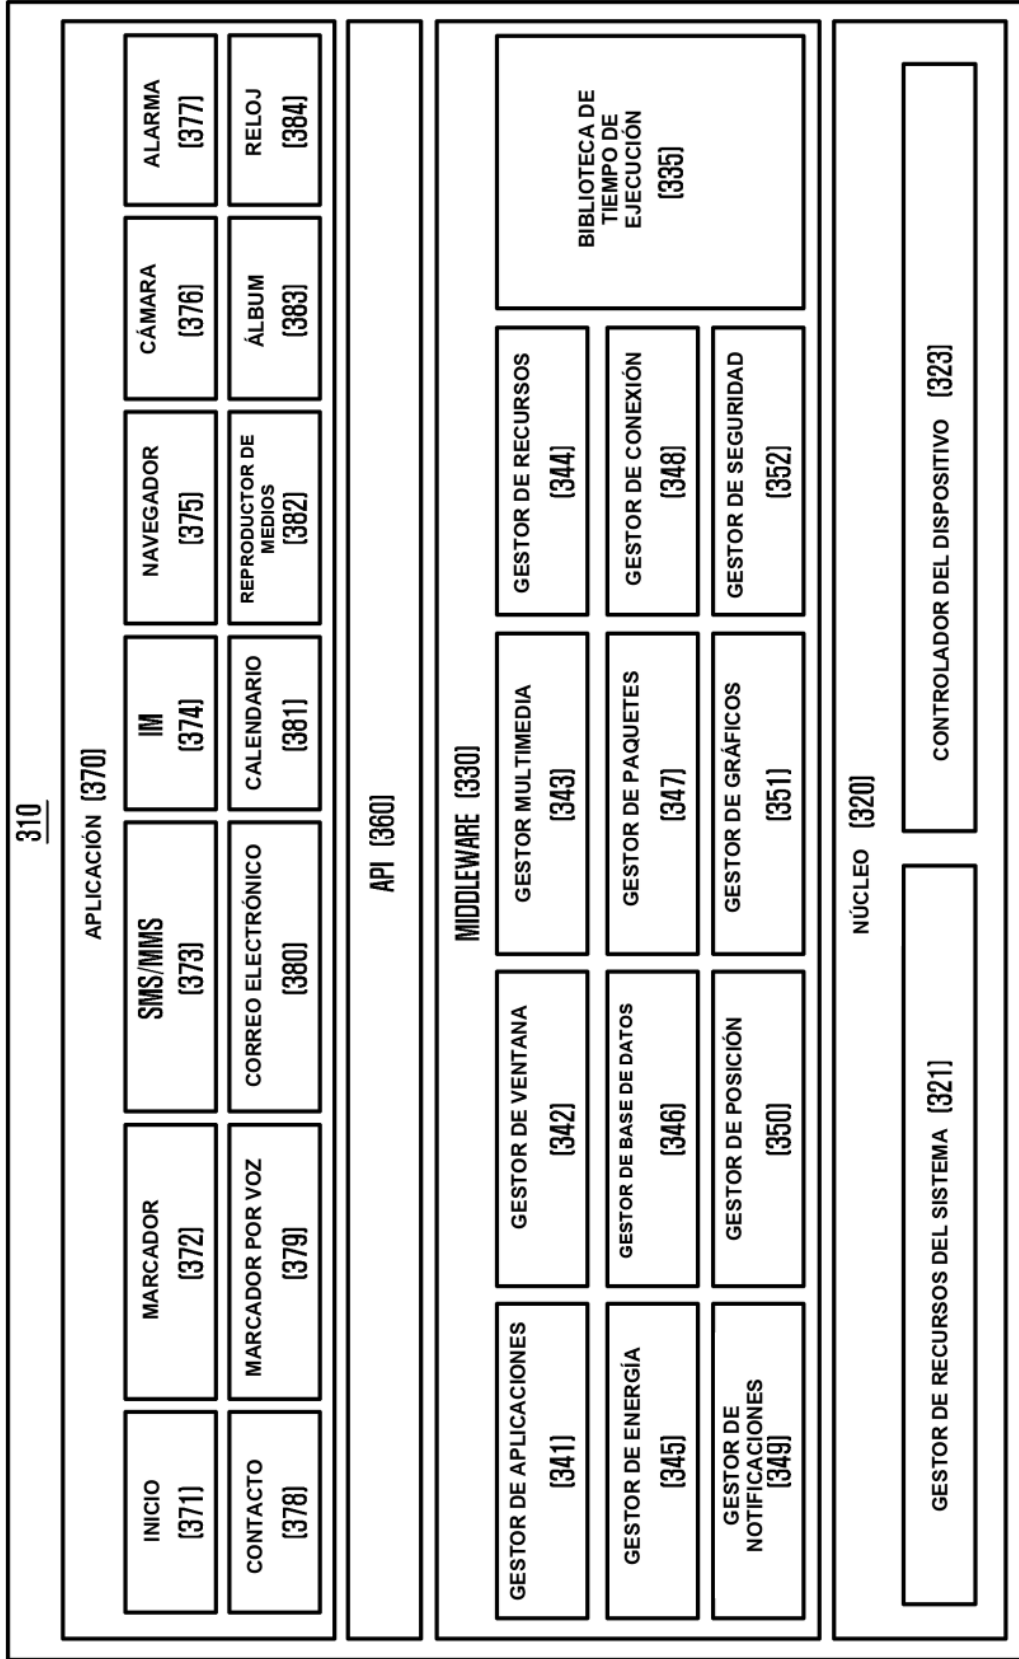 310
APLICACIÓN (370)
INICIO
(371)
MARCADOR
(372)
SMS/MMS
(373)
IM
(374)
NAVEGADOR
(375)
CÁMARA
(376)
ALARMA
(377)
CONTACTO
(378)
MARCADOR POR VOZ
(379)
CORREO ELECTRÓNICO
(380)
CALENDARIO
(381)
REPRODUCTOR DE
MEDIOS
(382)
ÁLBUM
(383)
RELOJ
(384)
API (360)
MIDDLEWARE (330)
GESTOR DE APLICACIONES
(341)
GESTOR DE VENTANA
(342)
GESTOR MULTIMEDIA
(343)
GESTOR DE RECURSOS
(344)
GESTOR DE ENERGÍA
(345)
GESTOR DE BASE DE DATOS
(346)
GESTOR DE PAQUETES
(347)
GESTOR DE CONEXIÓN
(348)
GESTOR DE
NOTIFICACIONES
(349)
GESTOR DE POSICIÓN
(350)
GESTOR DE GRÁFICOS
(351)
GESTOR DE SEGURIDAD
(352)
BIBLIOTECA DE
TIEMPO DE
EJECUCIÓN
(335)
NÚCLEO (320)
GESTOR DE RECURSOS DEL SISTEMA (321)
CONTROLADOR DEL DISPOSITIVO (323)